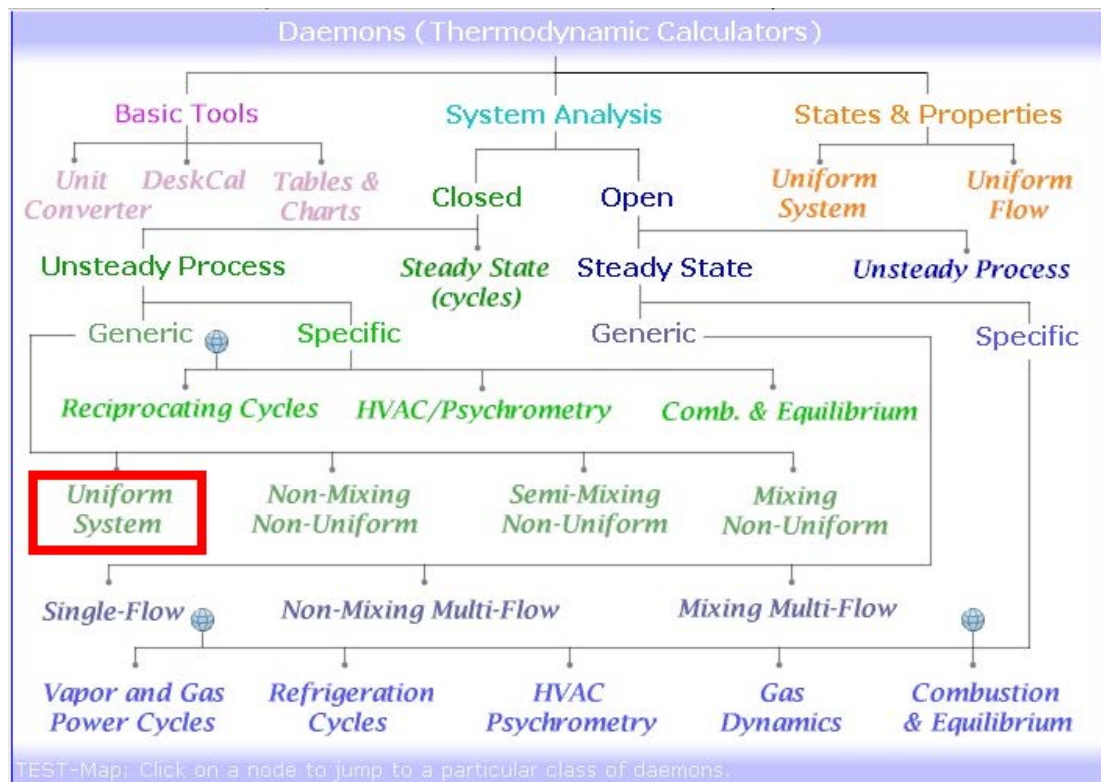 Daemons (Thermodynamic Calculators)
Basic Tools
System Analysis
States & Properties
Unit
Converter
DeskCal
Tables &
Charts
Closed
Open
Uniform
System
Uniform
Flow
Unsteady Process
Steady State
(cycles)
Steady State
Unsteady Process
Generic
Specific
Generic
Specific
Reciprocating Cycles
HVAC/Psychrometry
Comb. & Equilibrium
Uniform
System
Non-Mixing
Non-Uniform
Semi-Mixing
Non-Uniform
Mixing
Non-Uniform
Single-Flow
Non-Mixing Multi-Flow
Mixing Multi-Flow
Vapor and Gas
Power Cycles
Refrigeration
Cycles
HVAC
Psychrometry
Gas
Dynamics
Combustion
& Equilibrium
TEST-Map: Click on a node to jump to a particular class of daemons.